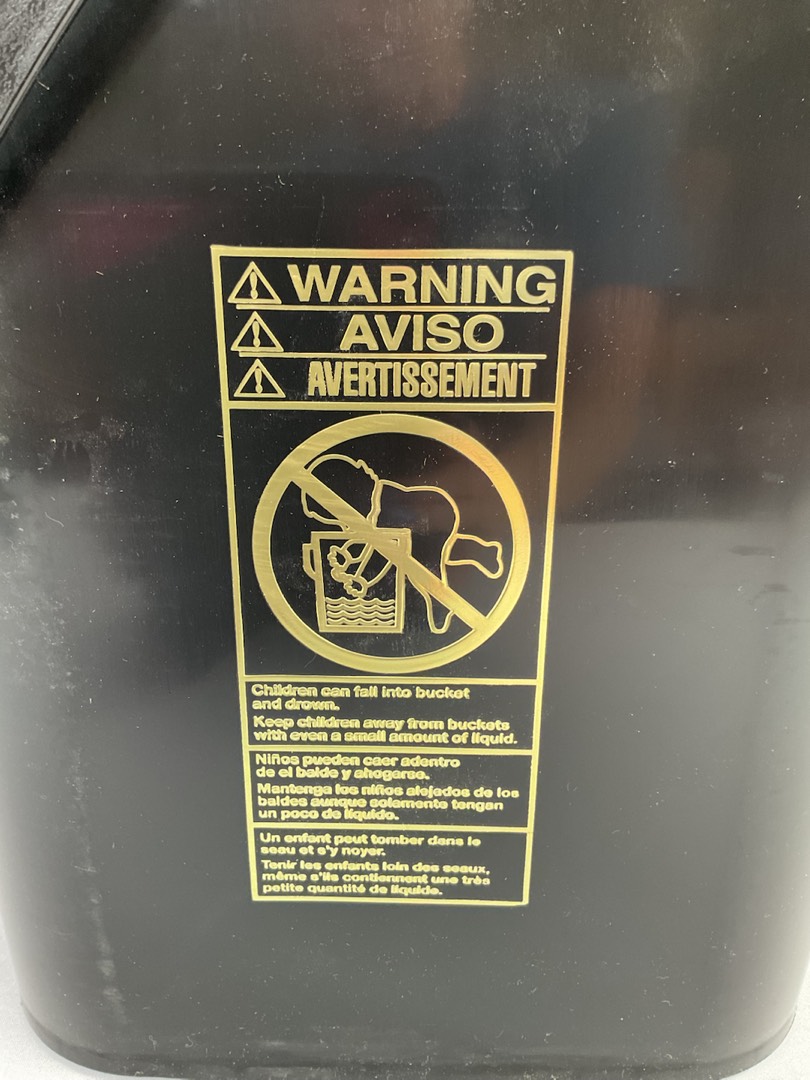 WARNING
AVISO
AVERTISSEMENT
Children can fall into bucket
and drown.
Keep children away from buckets
with even a small amount of liquid.
Niños pueden caer adentro
de el balde y ahogarse.
Mantenga los niños alejados de los
baldes aunque solamente tengan
un poco de líquido.
Un enfant peut tomber dans le
seau et s'y noyer.
Tenir les enfants loin des seaux,
même s'ils contiennent une très
petite quantité de liquide.